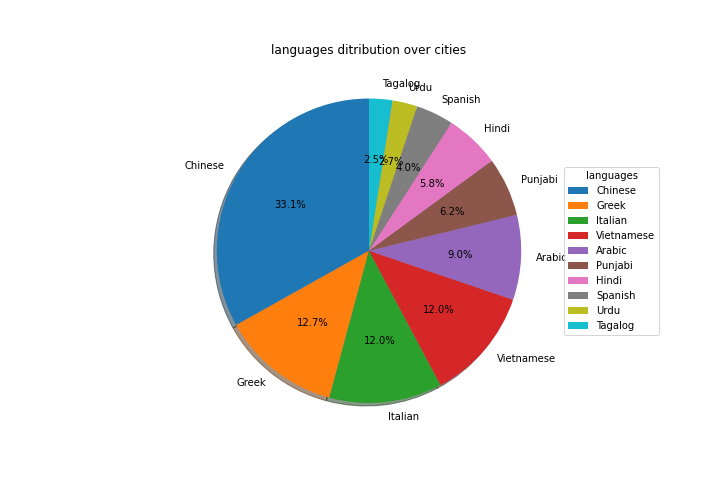 languages ditribution over cities
Tagalog
Urdu
Spanish
Hindi
Punjabi
Arabic
Vietnamese
Italian
Greek
Chinese
33.1%
12.7%
12.0%
12.0%
9.0%
6.2%
5.8%
4.0%
2.7%
2.5%
languages
Chinese
Greek
Italian
Vietnamese
Arabic
Punjabi
Hindi
Spanish
Urdu
Tagalog